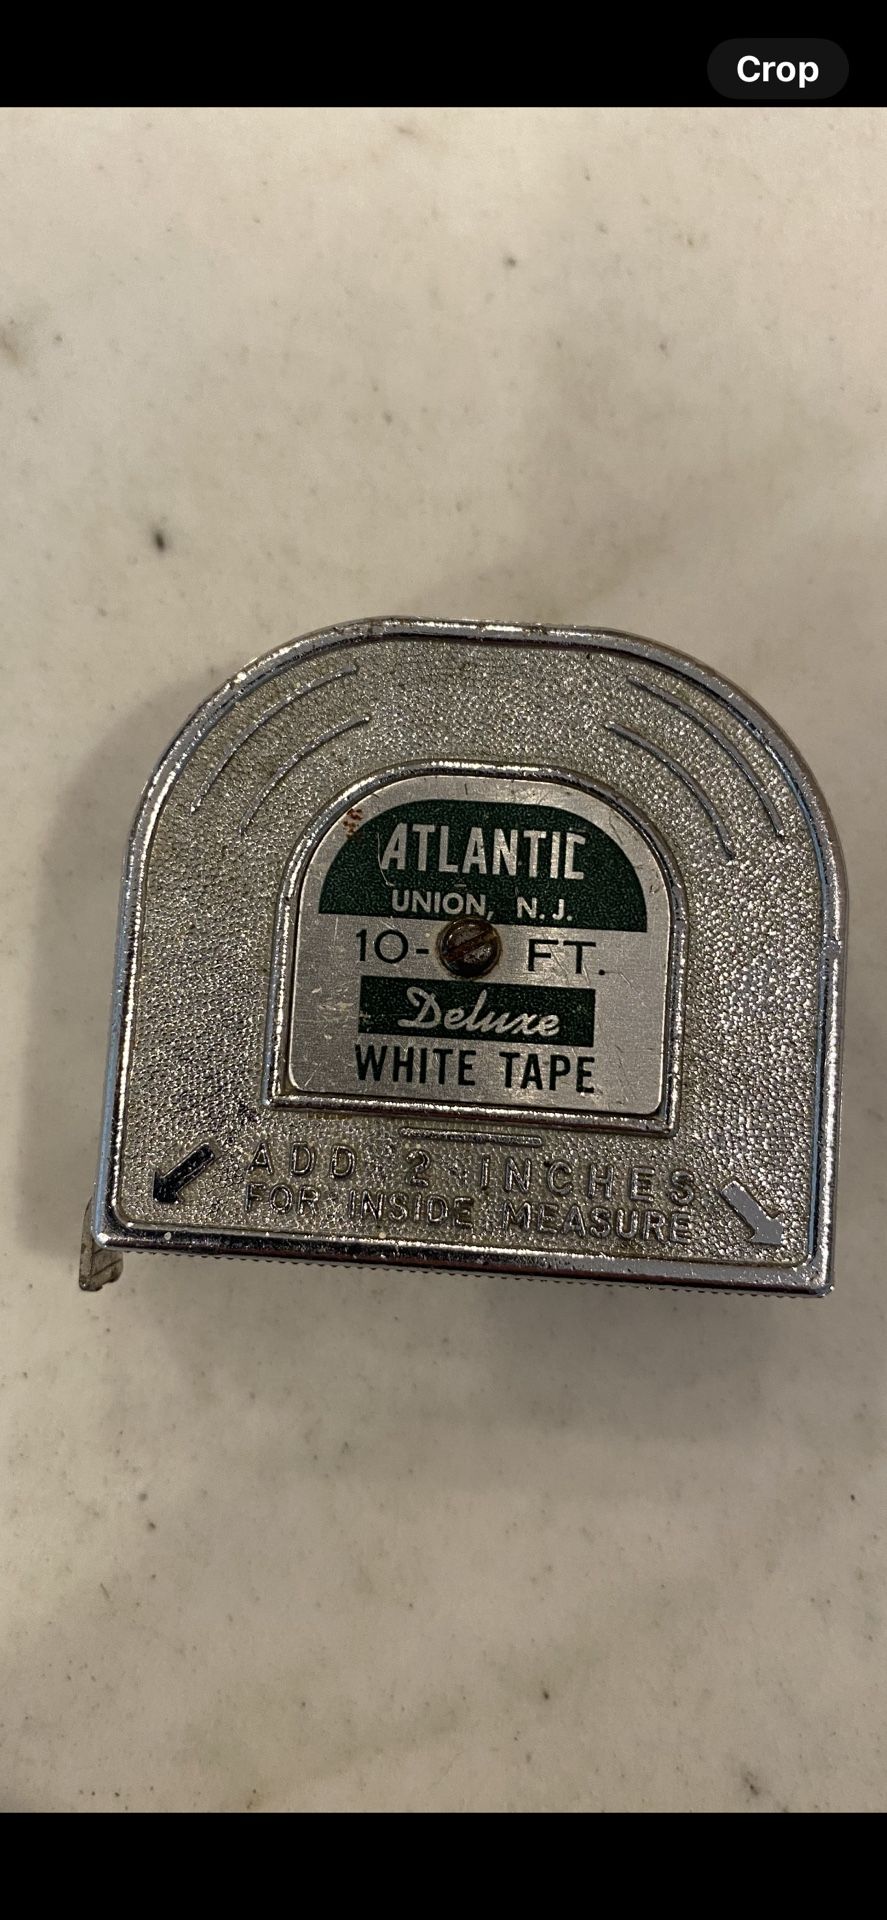 Crop
ATLANTIC
UNION, N.J.
10- FT.
Deluxe
WHITE TAPE
ADD 2 INCHES
FOR INSIDE MEASURE